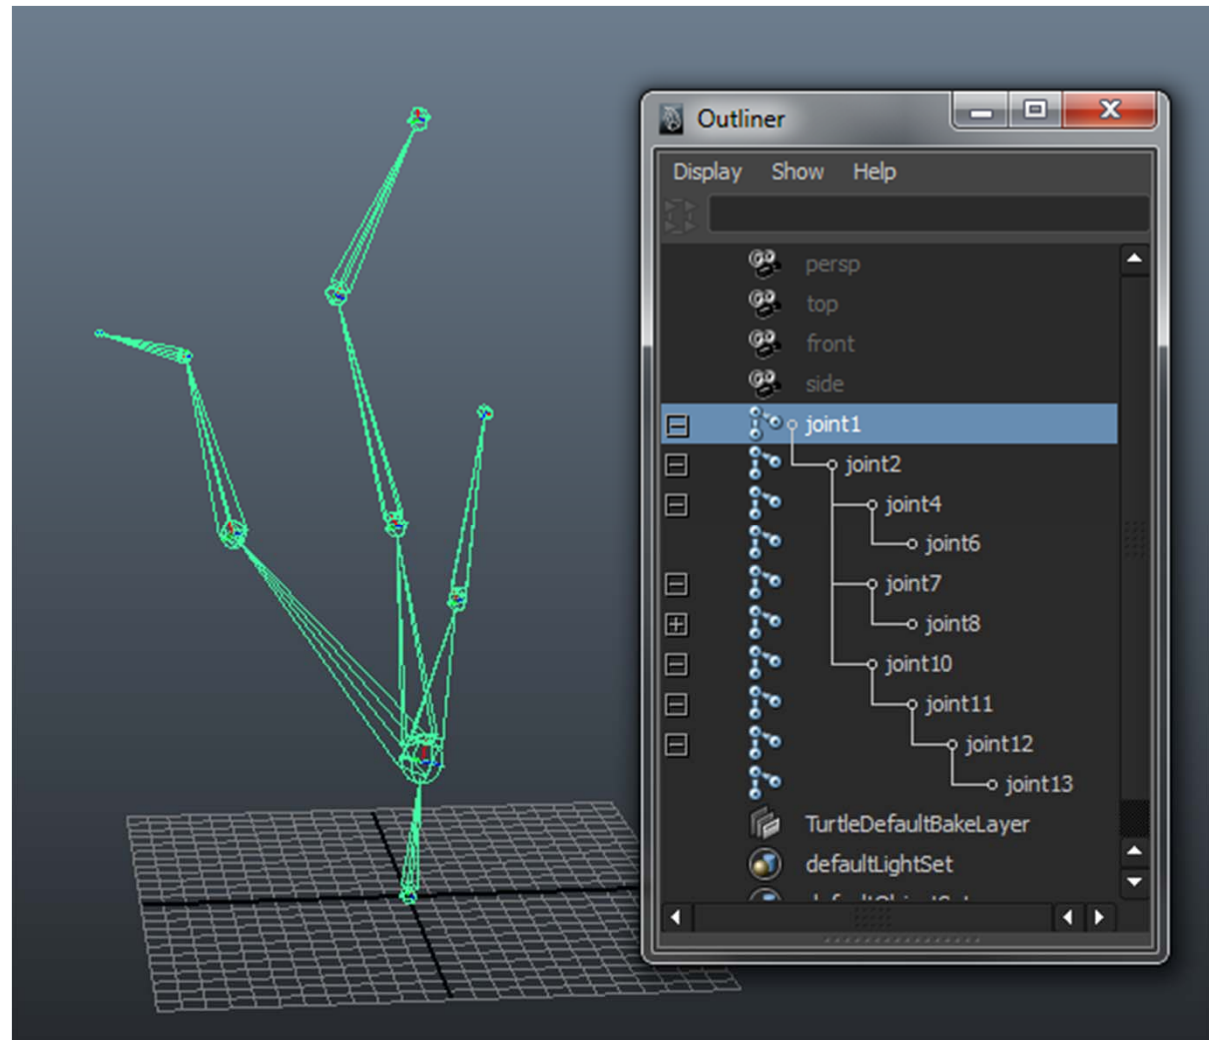 Outliner
Display Show Help
persp
top
front
side
joint1
joint2
joint4
joint6
joint7
joint8
joint10
joint11
joint12
joint13
TurtleDefaultBakeLayer
defaultLightSet